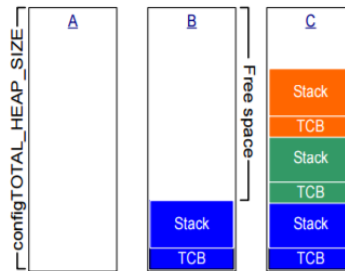 A
B
C
configTOTAL_HEAP_SIZE
Free space
Stack
TCB
Stack
TCB
Stack
TCB
Stack
TCB